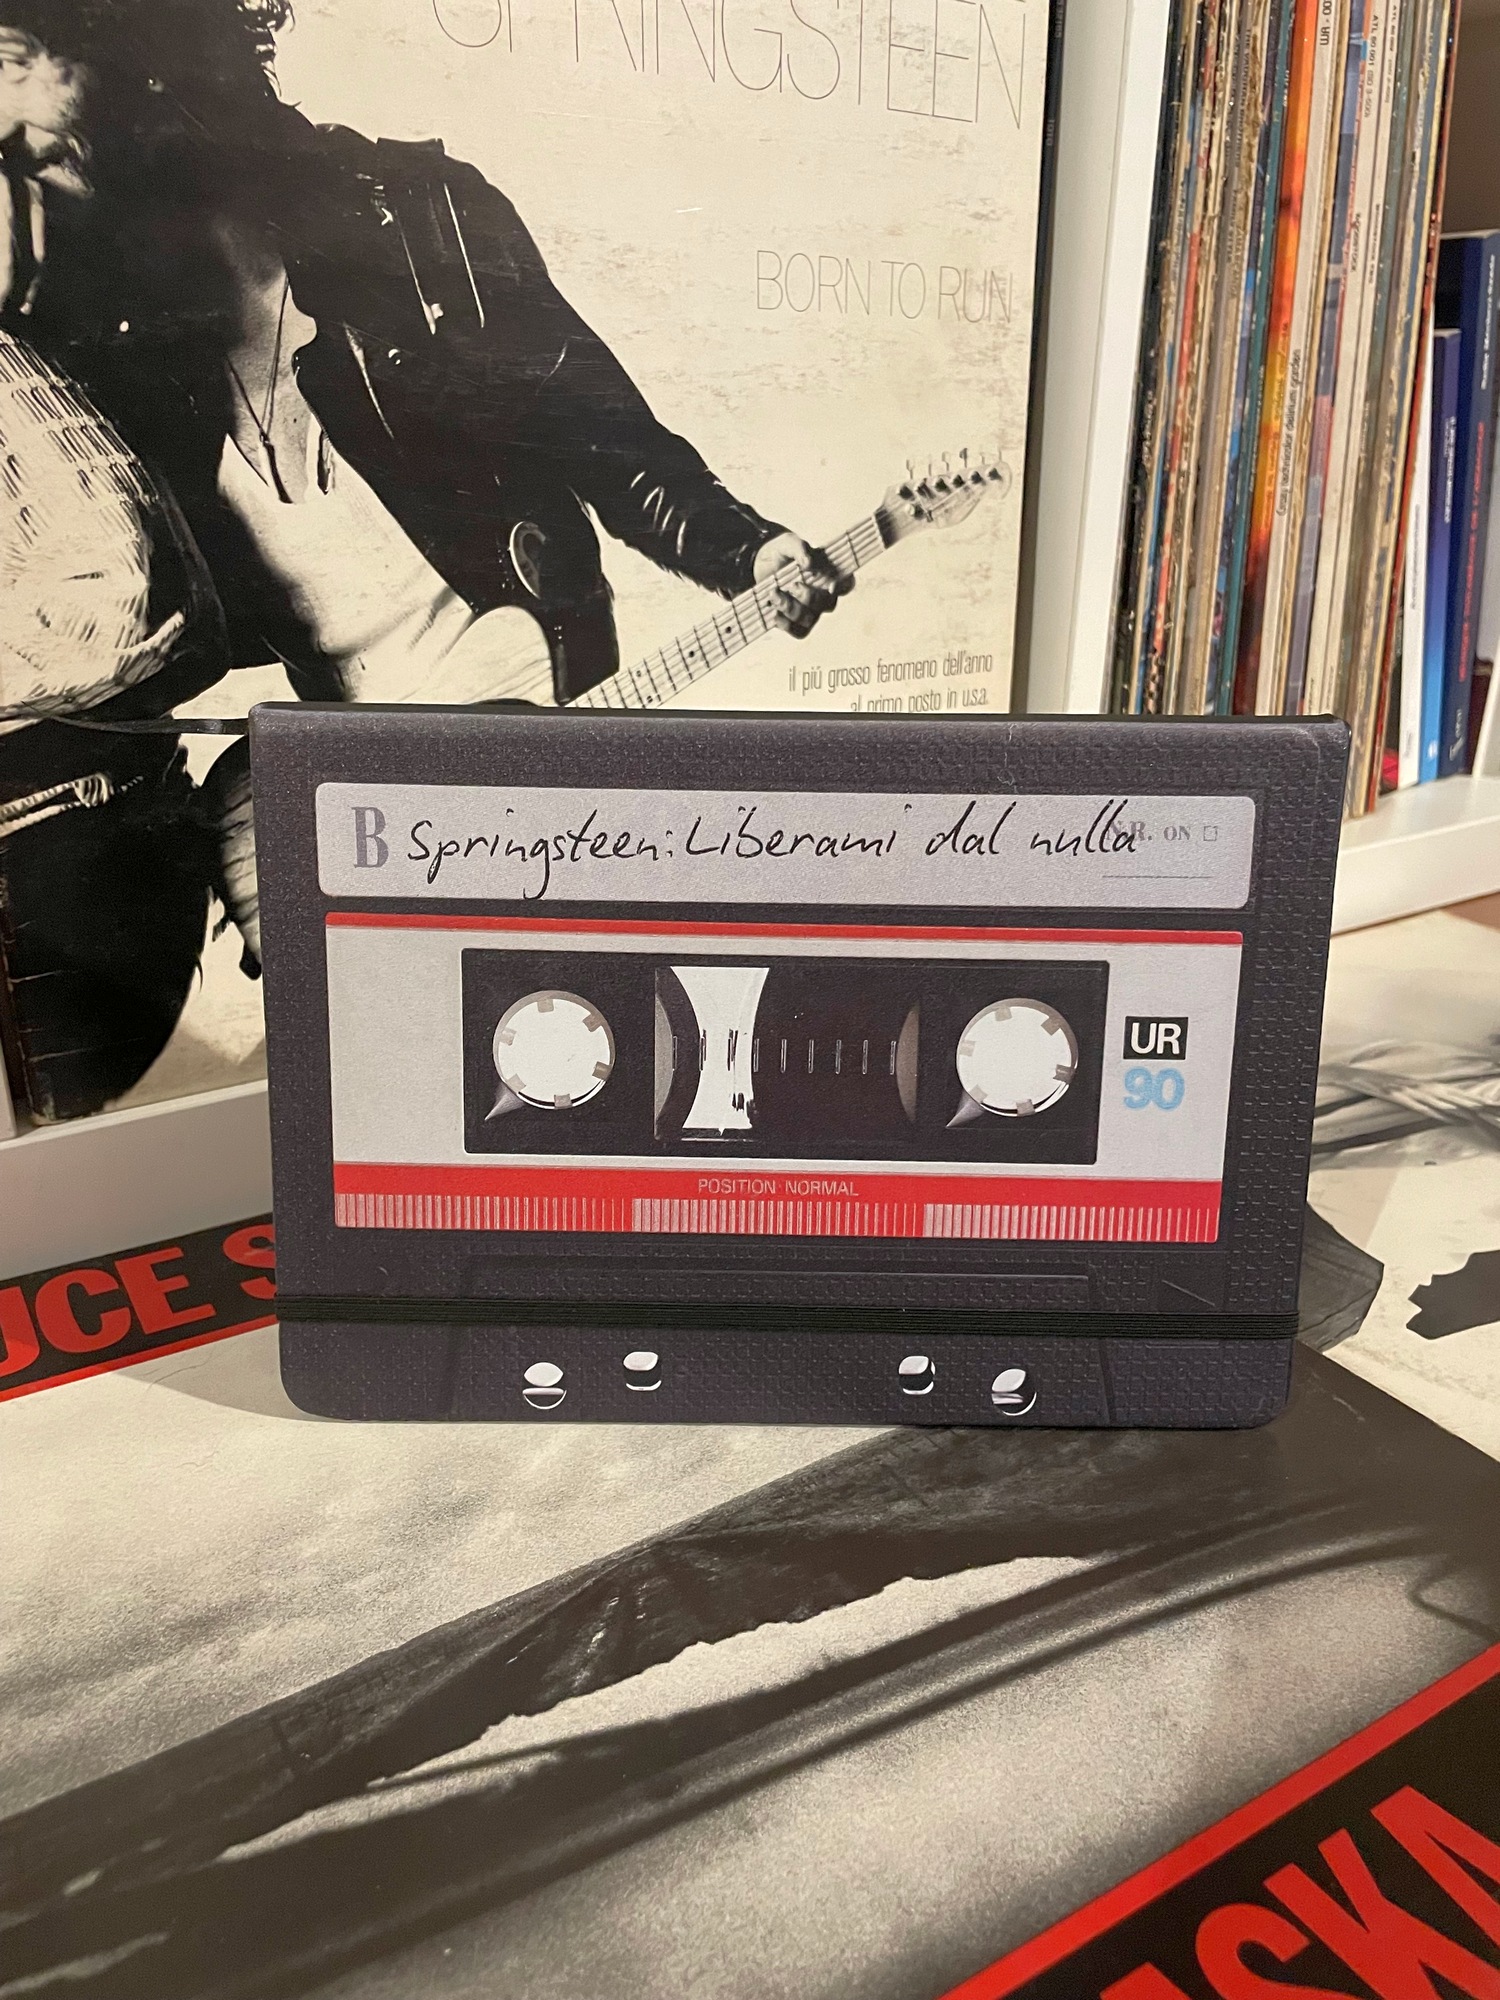 SPRINGSTEEN
BORN TO RUN
il piú grosso fenomeno dell'anno
al primo posto in u.s.a.
B Springsteen: Liberami dal nulla N.R. ON
UR
90
POSITION·NORMAL
UCE S
ASKA